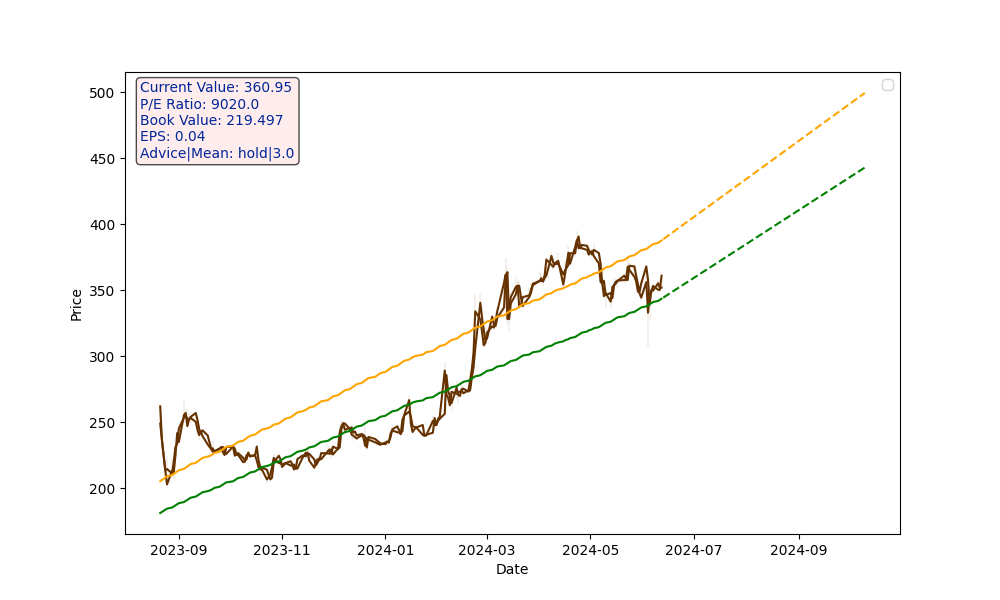 Current Value: 360.95
P/E Ratio: 9020.0
Book Value: 219.497
EPS: 0.04
Advice|Mean: hold|3.0
500
450
400
350
300
250
200
Price
2023-09 2023-11 2024-01 2024-03 2024-05 2024-07 2024-09
Date